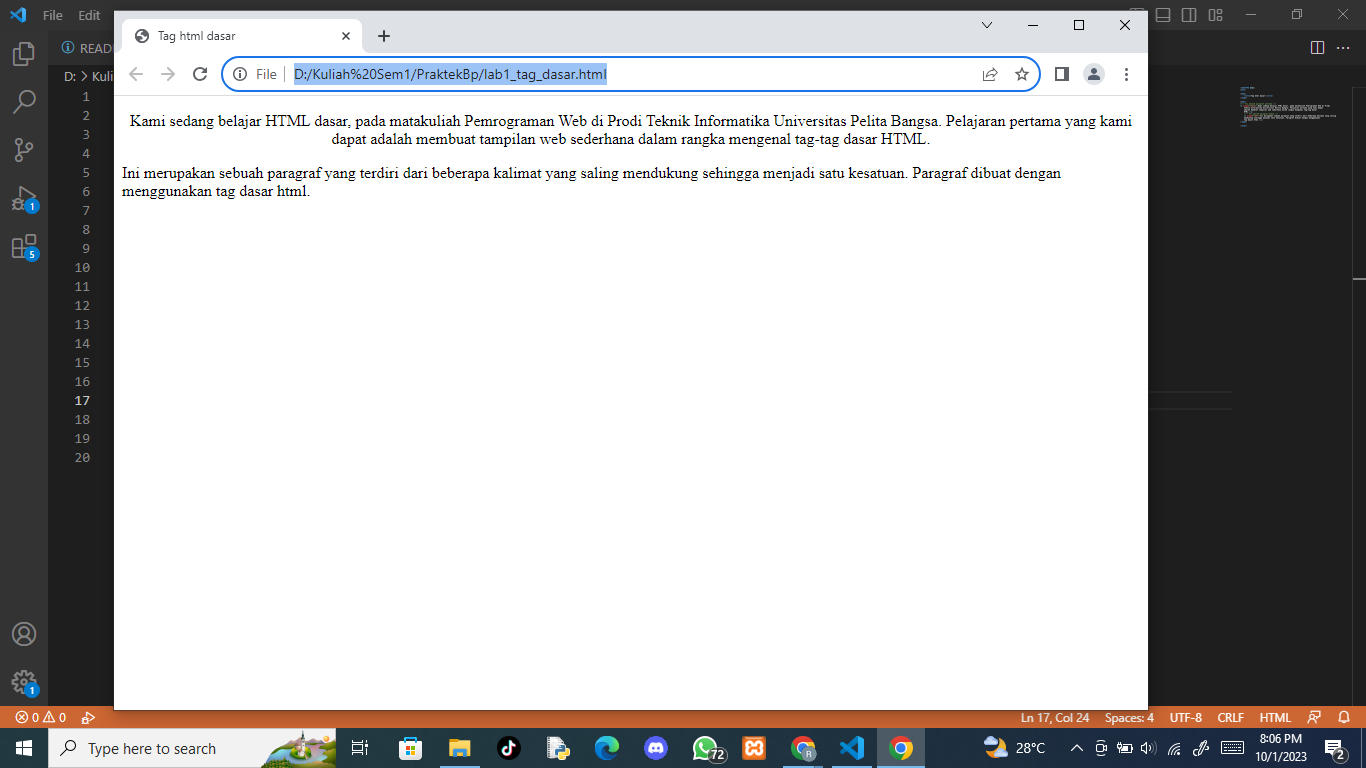 File Edit
Tag html dasar
READ
File D:/Kuliah%20Sem1/PraktekBp/lab1_tag_dasar.html
D: > Kuli
1
2
3
4
5
6
7
8
9
10
11
12
13
14
15
16
17
18
19
20
Kami sedang belajar HTML dasar, pada matakuliah Pemrograman Web di Prodi Teknik Informatika Universitas Pelita Bangsa. Pelajaran pertama yang kami
dapat adalah membuat tampilan web sederhana dalam rangka mengenal tag-tag dasar HTML.
Ini merupakan sebuah paragraf yang terdiri dari beberapa kalimat yang saling mendukung sehingga menjadi satu kesatuan. Paragraf dibuat dengan
menggunakan tag dasar html.
1
5
1
0 0 Ln 17, Col 24 Spaces: 4 UTF-8 CRLF HTML
Type here to search
72
R
28°C
8:06 PM
10/1/2023
2